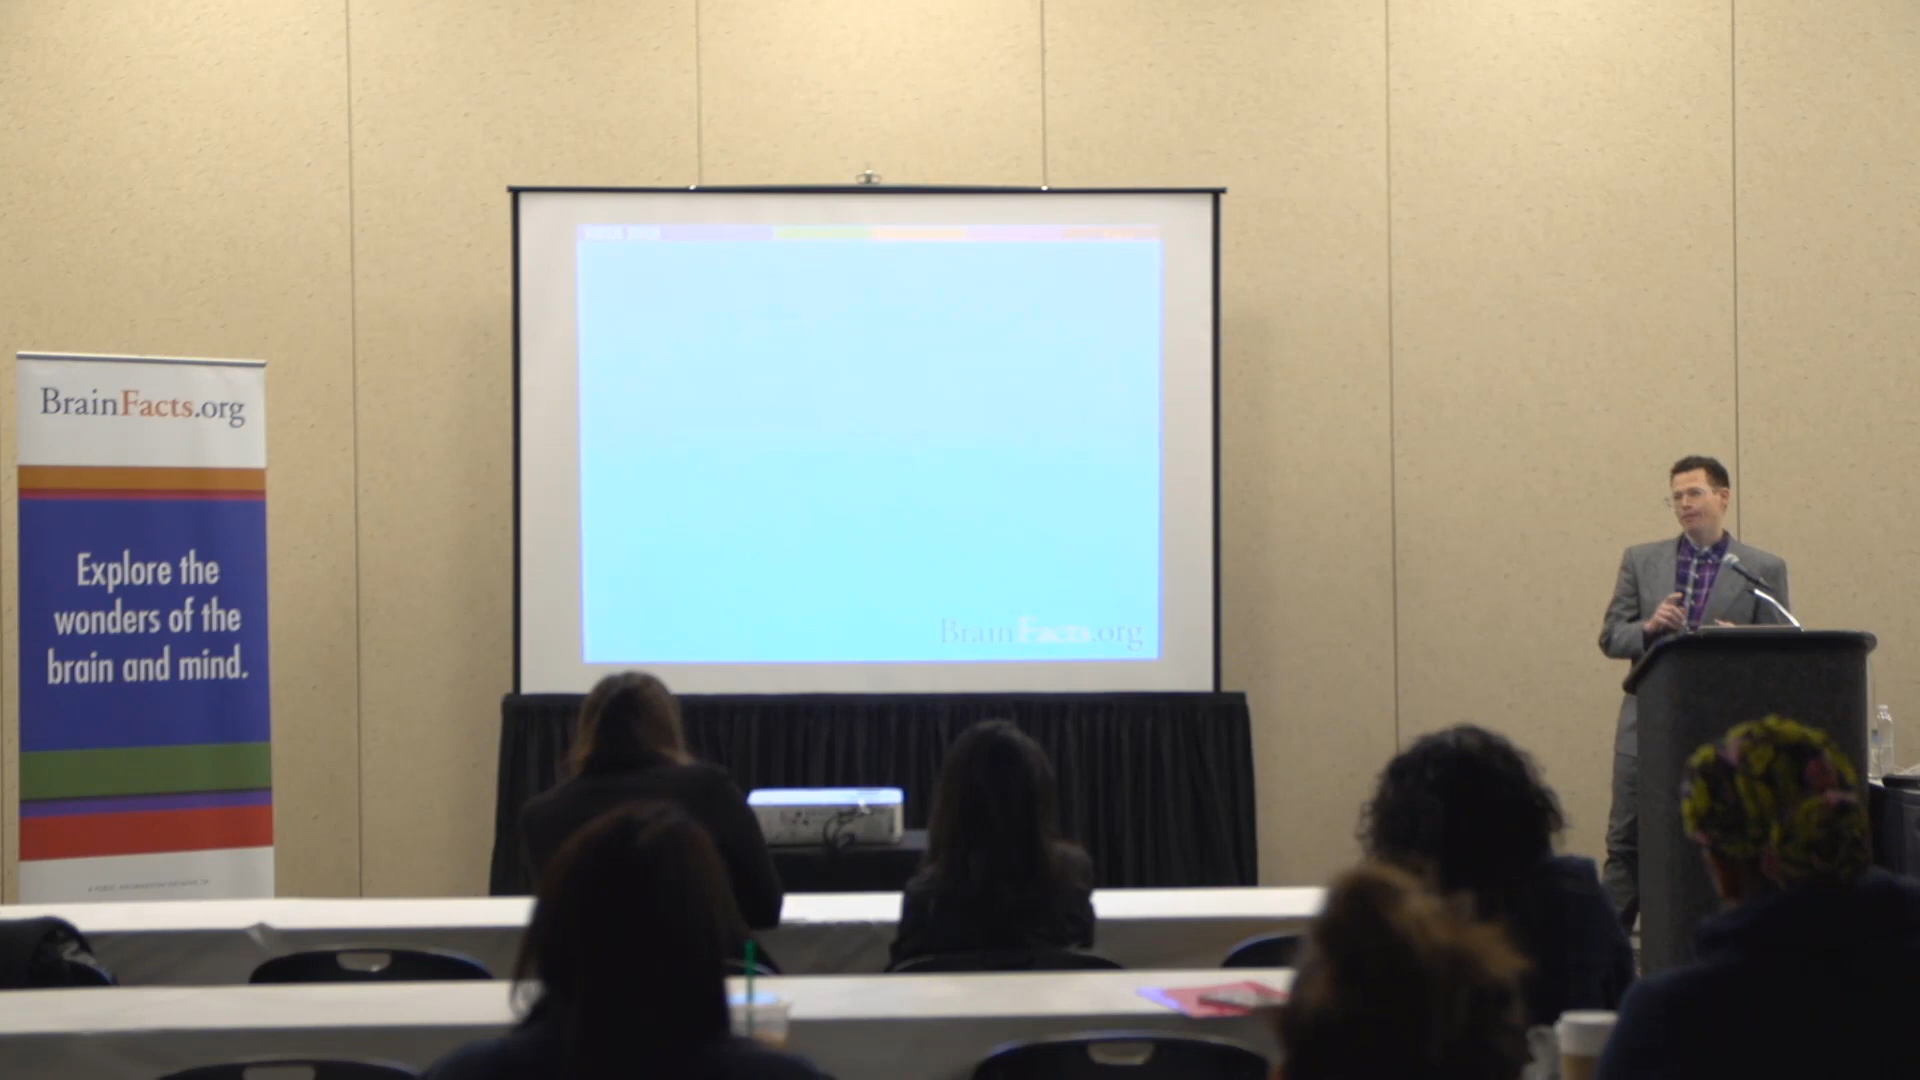 BrainFacts.org
Explore the
wonders of the
brain and mind.
BrainFacts.org